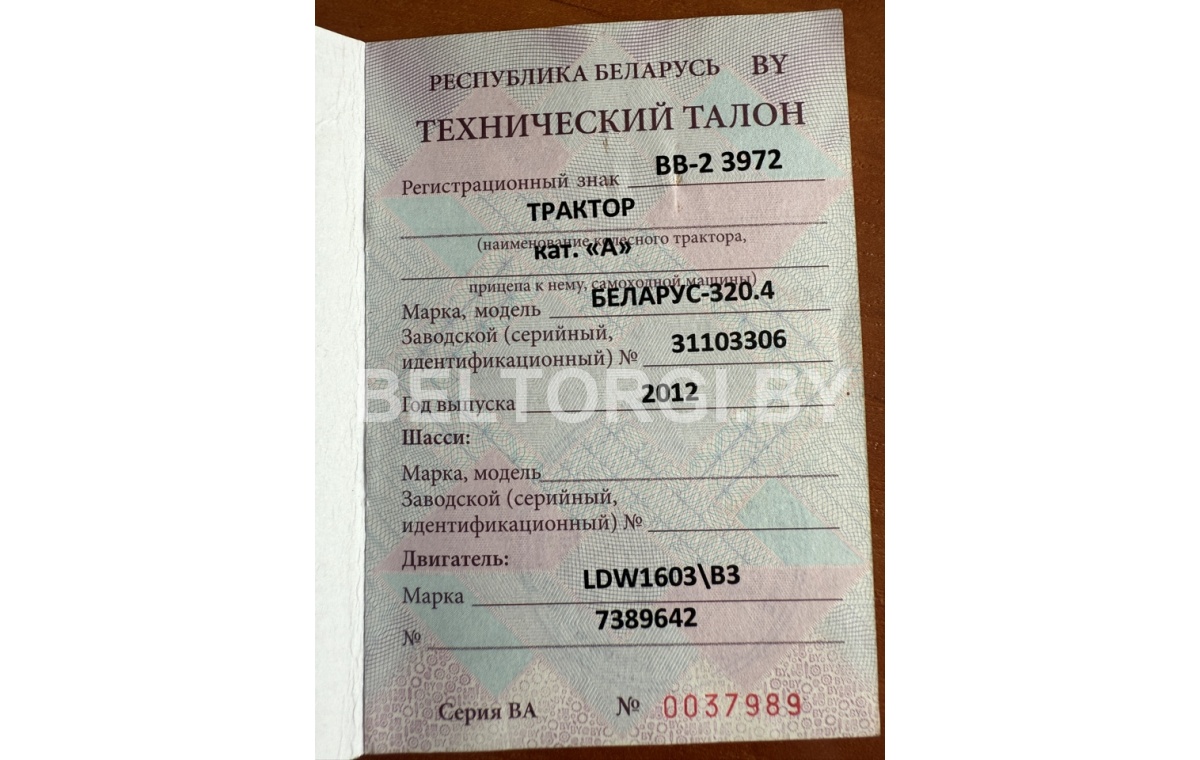 РЕСПУБЛИКА БЕЛАРУСЬ BY
ТЕХНИЧЕСКИЙ ТАЛОН
Регистрационный знак ВВ-2 3972
ТРАКТОР
(наименование колесного трактора,
кат. «А»
прицепа к нему, самоходной машины)
Марка, модель БЕЛАРУС-320.4
Заводской (серийный,
идентификационный) № 31103306
BELTORGI.BY
Год выпуска 2012
Шасси:
Марка, модель
Заводской (серийный,
идентификационный) №
Двигатель:
Марка LDW1603\B3
№ 7389642
Серия ВА № 0037989